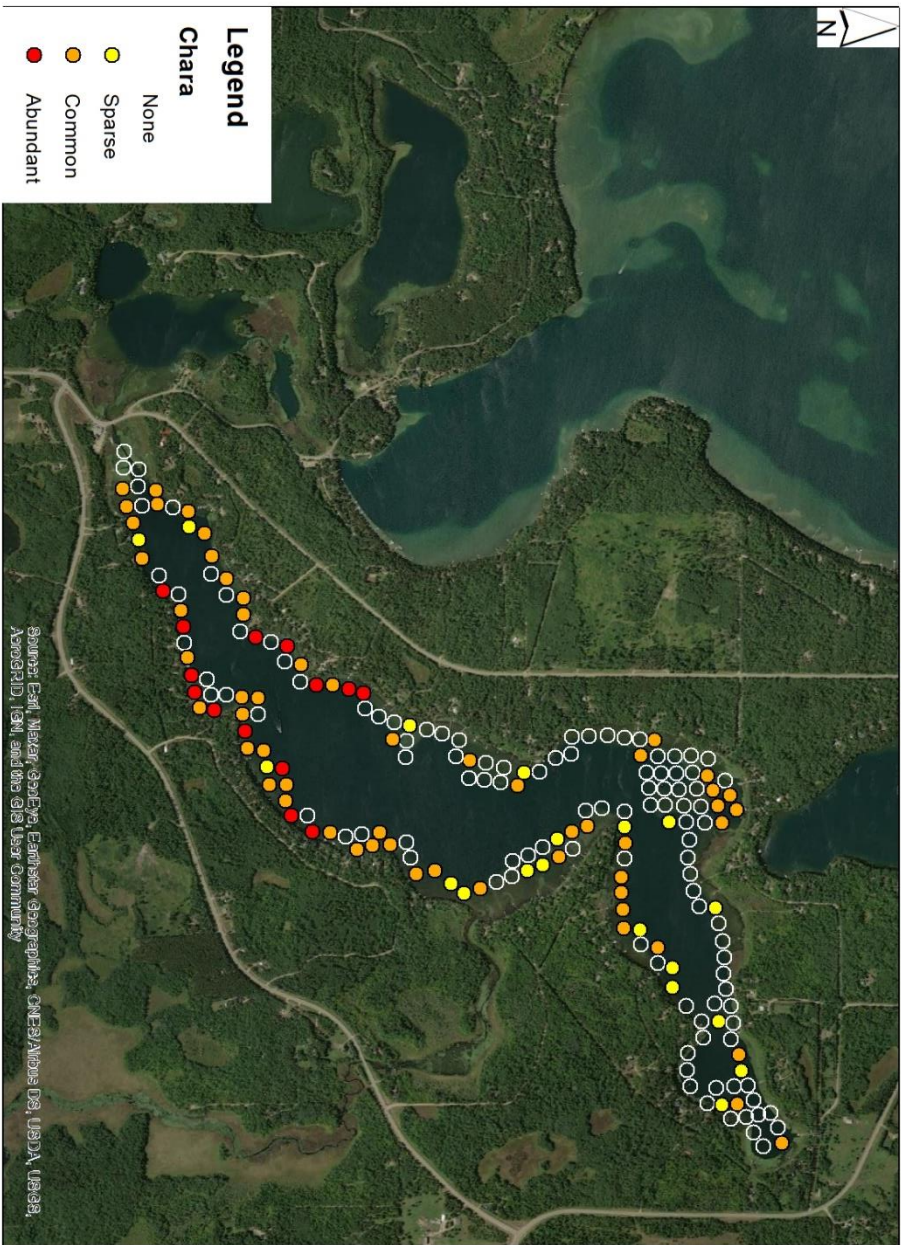 N
Legend
Chara
None
Sparse
Common
Abundant
Source: Esri, Maxar, GeoEye, Earthstar Geographics, CNES/Airbus DS, USDA, USGS,
AeroGRID, IGN, and the GIS User Community